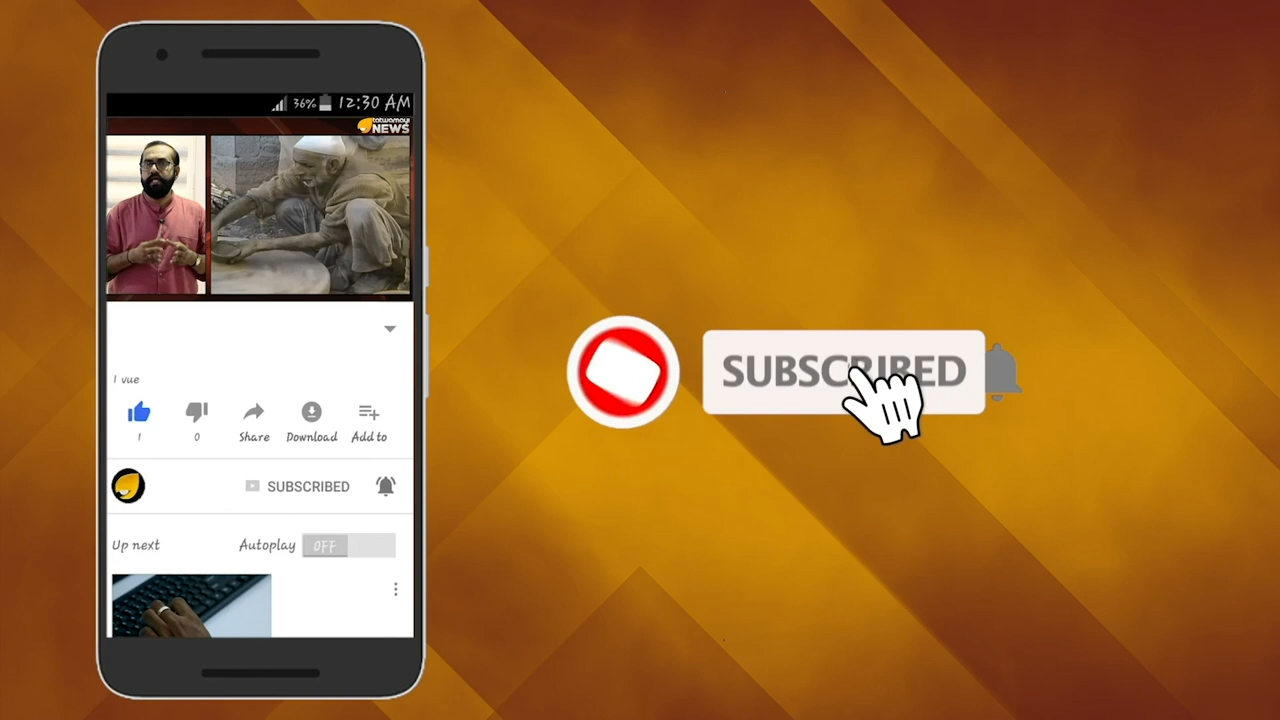 36% 12:30 AM
tatwamayi
NEWS
1 vue
1
0
Share
Download
Add to
SUBSCRIBED
Up next
Autoplay
OFF
SUBSCRIBED